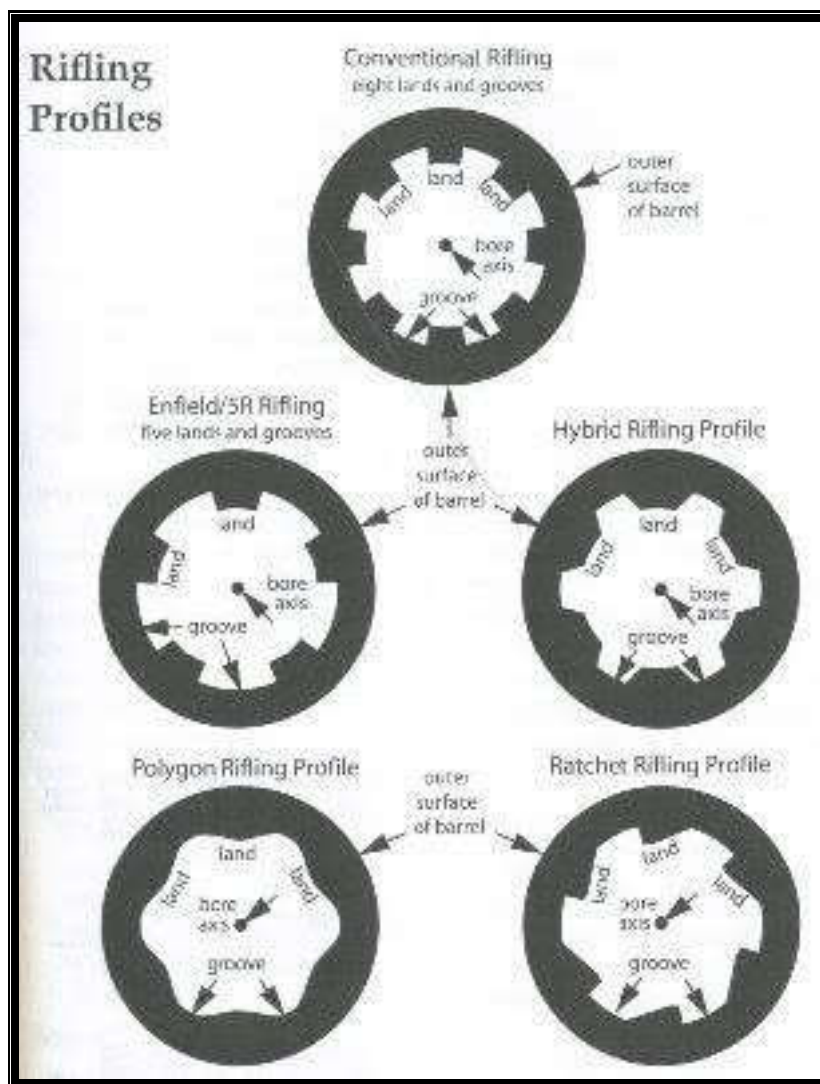 Rifling
Profiles
Conventional Rifling
eight lands and grooves
land
land
land
bore
axis
groove
outer
surface
of barrel
Enfield/5R Rifling
five lands and grooves
land
land
bore
axis
groove
outer
surface
of barrel
Hybrid Rifling Profile
land
land
land
bore
axis
groove
Polygon Rifling Profile
land
land
land
bore
axis
groove
outer
surface
of barrel
Ratchet Rifling Profile
land
land
land
bore
axis
groove